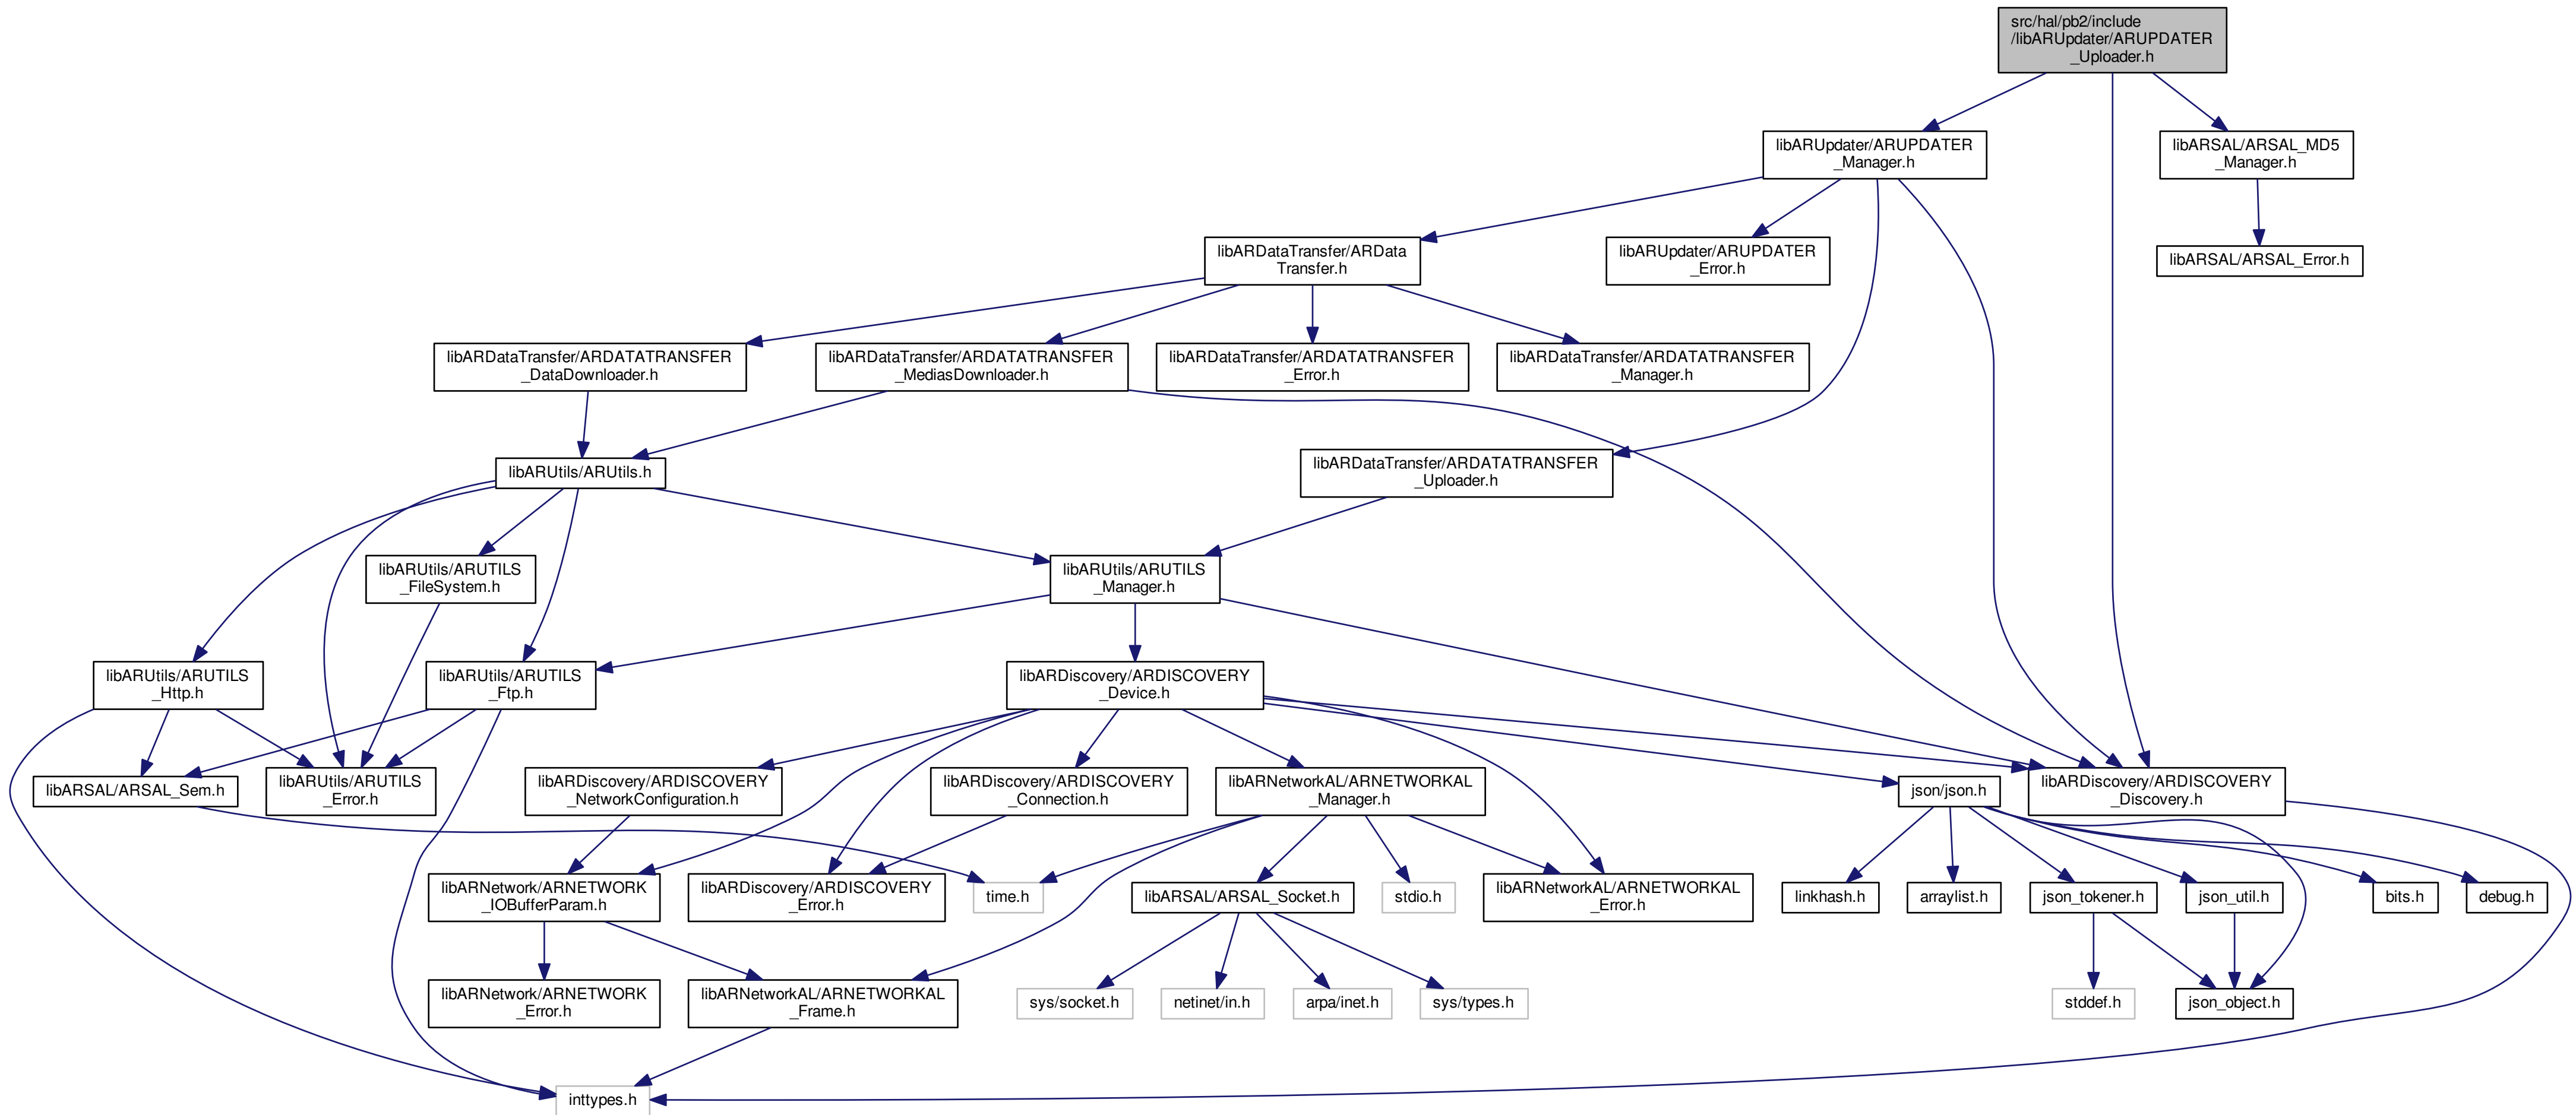 src/hal/pb2/include
/libARUpdater/ARUPDATER
_Uploader.h
libARUpdater/ARUPDATER
_Manager.h
libARSAL/ARSAL_MD5
_Manager.h
libARDataTransfer/ARData
Transfer.h
libARUpdater/ARUPDATER
_Error.h
libARSAL/ARSAL_Error.h
libARDataTransfer/ARDATATRANSFER
_DataDownloader.h
libARDataTransfer/ARDATATRANSFER
_MediasDownloader.h
libARDataTransfer/ARDATATRANSFER
_Error.h
libARDataTransfer/ARDATATRANSFER
_Manager.h
libARUtils/ARUtils.h
libARDataTransfer/ARDATATRANSFER
_Uploader.h
libARUtils/ARUTILS
_FileSystem.h
libARUtils/ARUTILS
_Manager.h
libARUtils/ARUTILS
_Http.h
libARUtils/ARUTILS
_Ftp.h
libARDiscovery/ARDISCOVERY
_Device.h
libARSAL/ARSAL_Sem.h
libARUtils/ARUTILS
_Error.h
libARDiscovery/ARDISCOVERY
_NetworkConfiguration.h
libARDiscovery/ARDISCOVERY
_Connection.h
libARNetworkAL/ARNETWORKAL
_Manager.h
json/json.h
libARDiscovery/ARDISCOVERY
_Discovery.h
libARNetwork/ARNETWORK
_IOBufferParam.h
libARDiscovery/ARDISCOVERY
_Error.h
time.h
libARSAL/ARSAL_Socket.h
stdio.h
libARNetworkAL/ARNETWORKAL
_Error.h
linkhash.h
arraylist.h
json_tokener.h
json_util.h
bits.h
debug.h
libARNetwork/ARNETWORK
_Error.h
libARNetworkAL/ARNETWORKAL
_Frame.h
sys/socket.h
netinet/in.h
arpa/inet.h
sys/types.h
stddef.h
json_object.h
inttypes.h